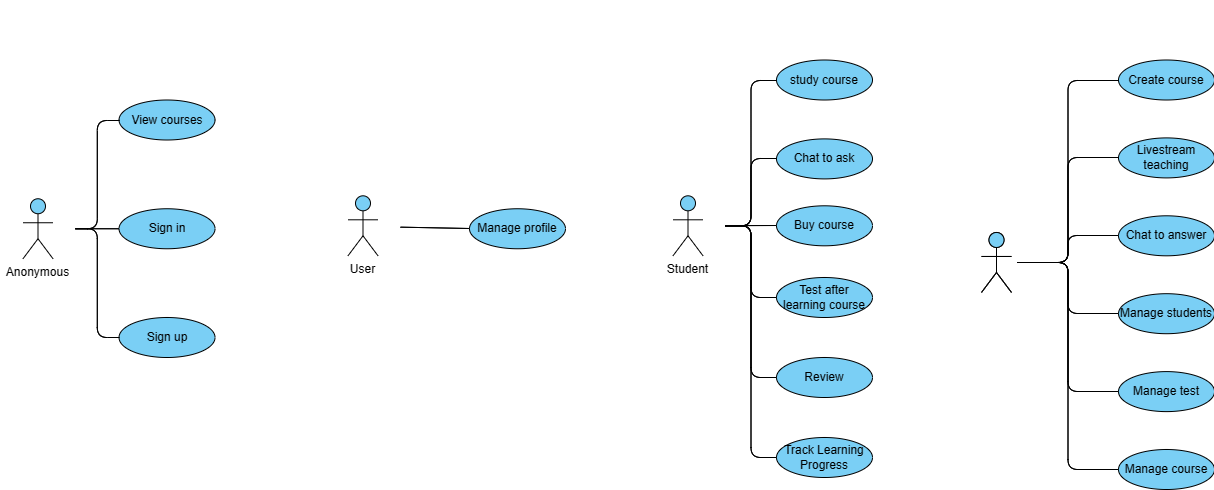 View courses
Sign in
Sign up
Anonymous
Manage profile
User
study course
Chat to ask
Buy course
Test after
learning course
Review
Track Learning
Progress
Student
Create course
Livestream
teaching
Chat to answer
Manage students
Manage test
Manage course